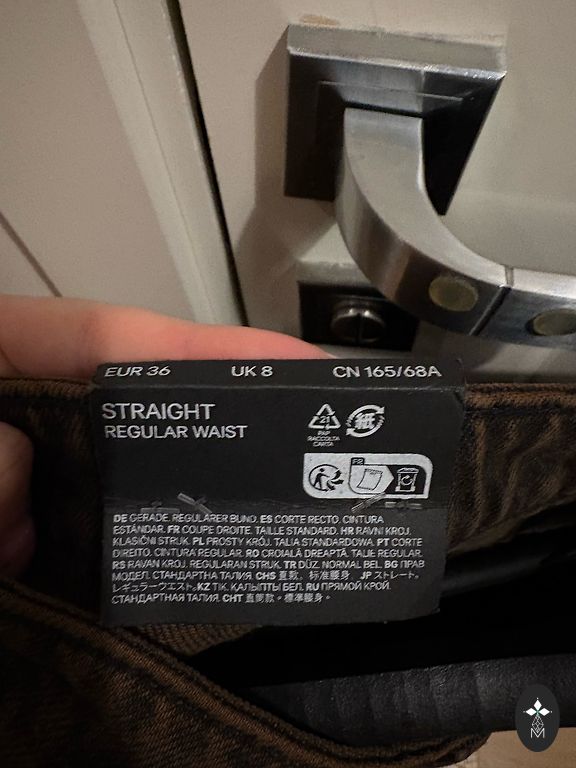 EUR 36 UK 8 CN 165/68A
STRAIGHT
REGULAR WAIST
21
PAP
RACCOLTA
CARTA
紙
FR
DE GERADE. REGULÄRER BUND. ES CORTE RECTO. CINTURA
ESTÁNDAR. FR COUPE DROITE. TAILLE STANDARD. HR RAVNI KROJ.
KLASIČNI STRUK. PL PROSTY KRÓJ. TALIA STANDARDOWA. PT CORTE
DIREITO. CINTURA REGULAR. RO CROIALĂ DREAPTĂ. TALIE REGULAR.
RS RAVAN KROJ. REGULARAN STRUK. TR DÜZ. NORMAL BEL. BG ПРАВ
МОДЕЛ. СТАНДАРТНА ТАЛИЯ. CHS 直款。标准腰身。 JP ストレート。
レギュラーウエスト。 KZ ТІК. ҚАЛЫПТЫ БЕЛ. RU ПРЯМОЙ КРОЙ.
СТАНДАРТНАЯ ТАЛИЯ. CHT 直筒款。標準腰身。
M